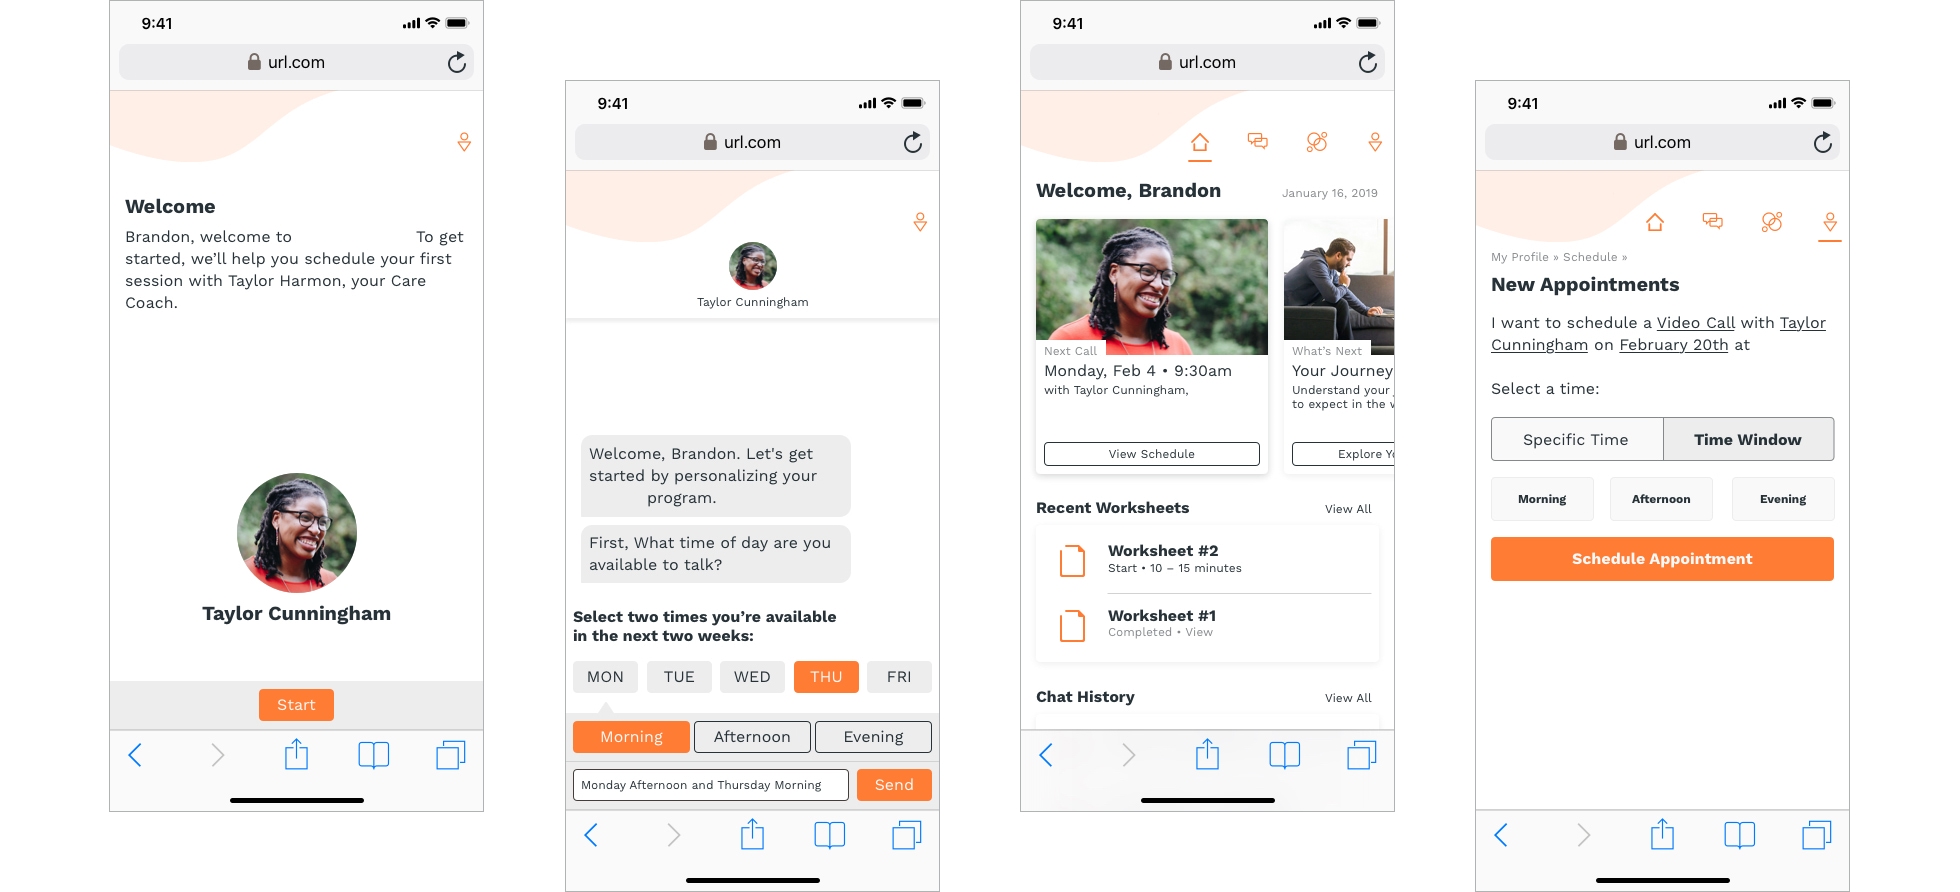 9:41
url.com
Welcome
Brandon, welcome to To get
started, we’ll help you schedule your first
session with Taylor Harmon, your Care
Coach.
Taylor Cunningham
Start
9:41
url.com
Taylor Cunningham
Welcome, Brandon. Let's get
started by personalizing your
program.
First, What time of day are you
available to talk?
Select two times you’re available
in the next two weeks:
MON TUE WED THU FRI
Morning Afternoon Evening
Monday Afternoon and Thursday Morning Send
9:41
url.com
Welcome, Brandon January 16, 2019
Next Call
Monday, Feb 4 • 9:30am
with Taylor Cunningham,
View Schedule
What’s Next
Your Journey
Understand your
to expect in the
Explore
Recent Worksheets View All
Worksheet #2
Start • 10 – 15 minutes
Worksheet #1
Completed • View
Chat History View All
9:41
url.com
My Profile » Schedule »
New Appointments
I want to schedule a Video Call with Taylor
Cunningham on February 20th at
Select a time:
Specific Time Time Window
Morning Afternoon Evening
Schedule Appointment